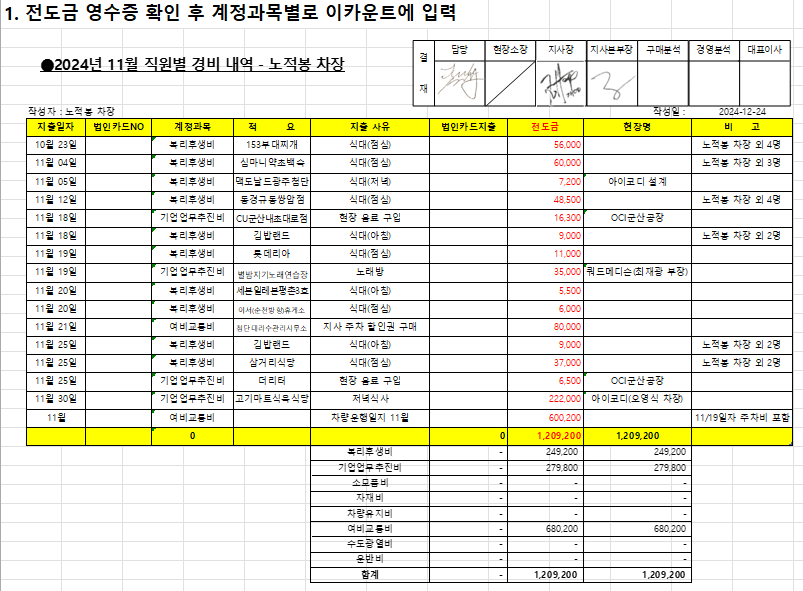 1. 전도금 영수증 확인 후 계정과목별로 이카운트에 입력
●2024년 11월 직원별 경비 내역 - 노적봉 차장
결재 담당 현장소장 지사장 지사본부장 구매분석 경영분석 대표이사
작성자 : 노적봉 차장 작성일 : 2024-12-24
지출일자 법인카드NO 계정과목 적 요 지출 사유 법인카드지출 전도금 현장명 비 고
10월 23일 복리후생비 153부대찌개 식대(점심) 56,000 노적봉 차장 외 4명
11월 04일 복리후생비 심마니약초백숙 식대(점심) 60,000 노적봉 차장 외 3명
11월 05일 복리후생비 맥도날드광주첨단 식대(저녁) 7,200 아이코디 설계
11월 12일 복리후생비 동경규동쌍암점 식대(점심) 48,500 노적봉 차장 외 4명
11월 18일 기업업무추진비 CU군산내초대로점 현장 음료 구입 16,300 OCI군산공장
11월 18일 복리후생비 김밥랜드 식대(아침) 9,000 노적봉 차장 외 2명
11월 19일 복리후생비 롯데리아 식대(점심) 11,000
11월 19일 기업업무추진비 별밤지기노래연습장 노래방 35,000 쿼드메디슨(최재광 부장)
11월 20일 복리후생비 세븐일레븐평촌3호 식대(아침) 5,500
11월 20일 복리후생비 이서(순천방향)휴게소 식대(점심) 6,000
11월 21일 여비교통비 첨단대리수관리사무소 지사 주차 할인권 구매 80,000
11월 25일 복리후생비 김밥랜드 식대(아침) 9,000 노적봉 차장 외 2명
11월 25일 복리후생비 삼거리식당 식대(점심) 37,000 노적봉 차장 외 2명
11월 25일 기업업무추진비 더리터 현장 음료 구입 6,500 OCI군산공장
11월 30일 기업업무추진비 고기마트식육식당 저녁식사 222,000 아이코디(오영식 차장)
11월 여비교통비 차량운행일지 11월 600,200 11/19일자 주차비 포함
0 0 1,209,200 1,209,200
복리후생비 - 249,200 249,200
기업업무추진비 - 279,800 279,800
소모품비 - - -
자재비 - - -
차량유지비 - - -
여비교통비 - 680,200 680,200
수도광열비 - - -
운반비 - - -
합계 - 1,209,200 1,209,200